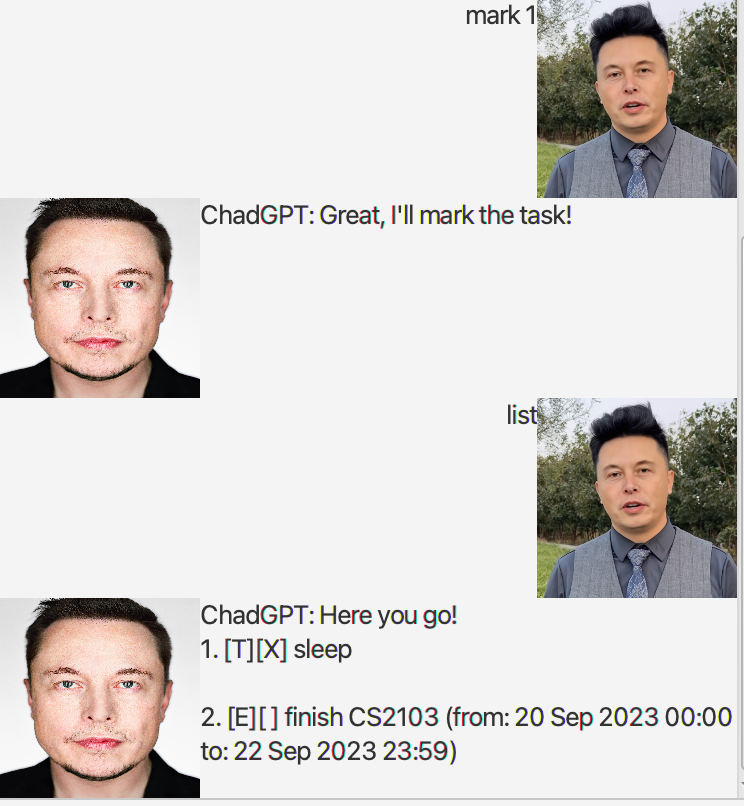 mark 1
ChadGPT: Great, I'll mark the task!
list
ChadGPT: Here you go!
1. [T][X] sleep
2. [E][ ] finish CS2103 (from: 20 Sep 2023 00:00
to: 22 Sep 2023 23:59)